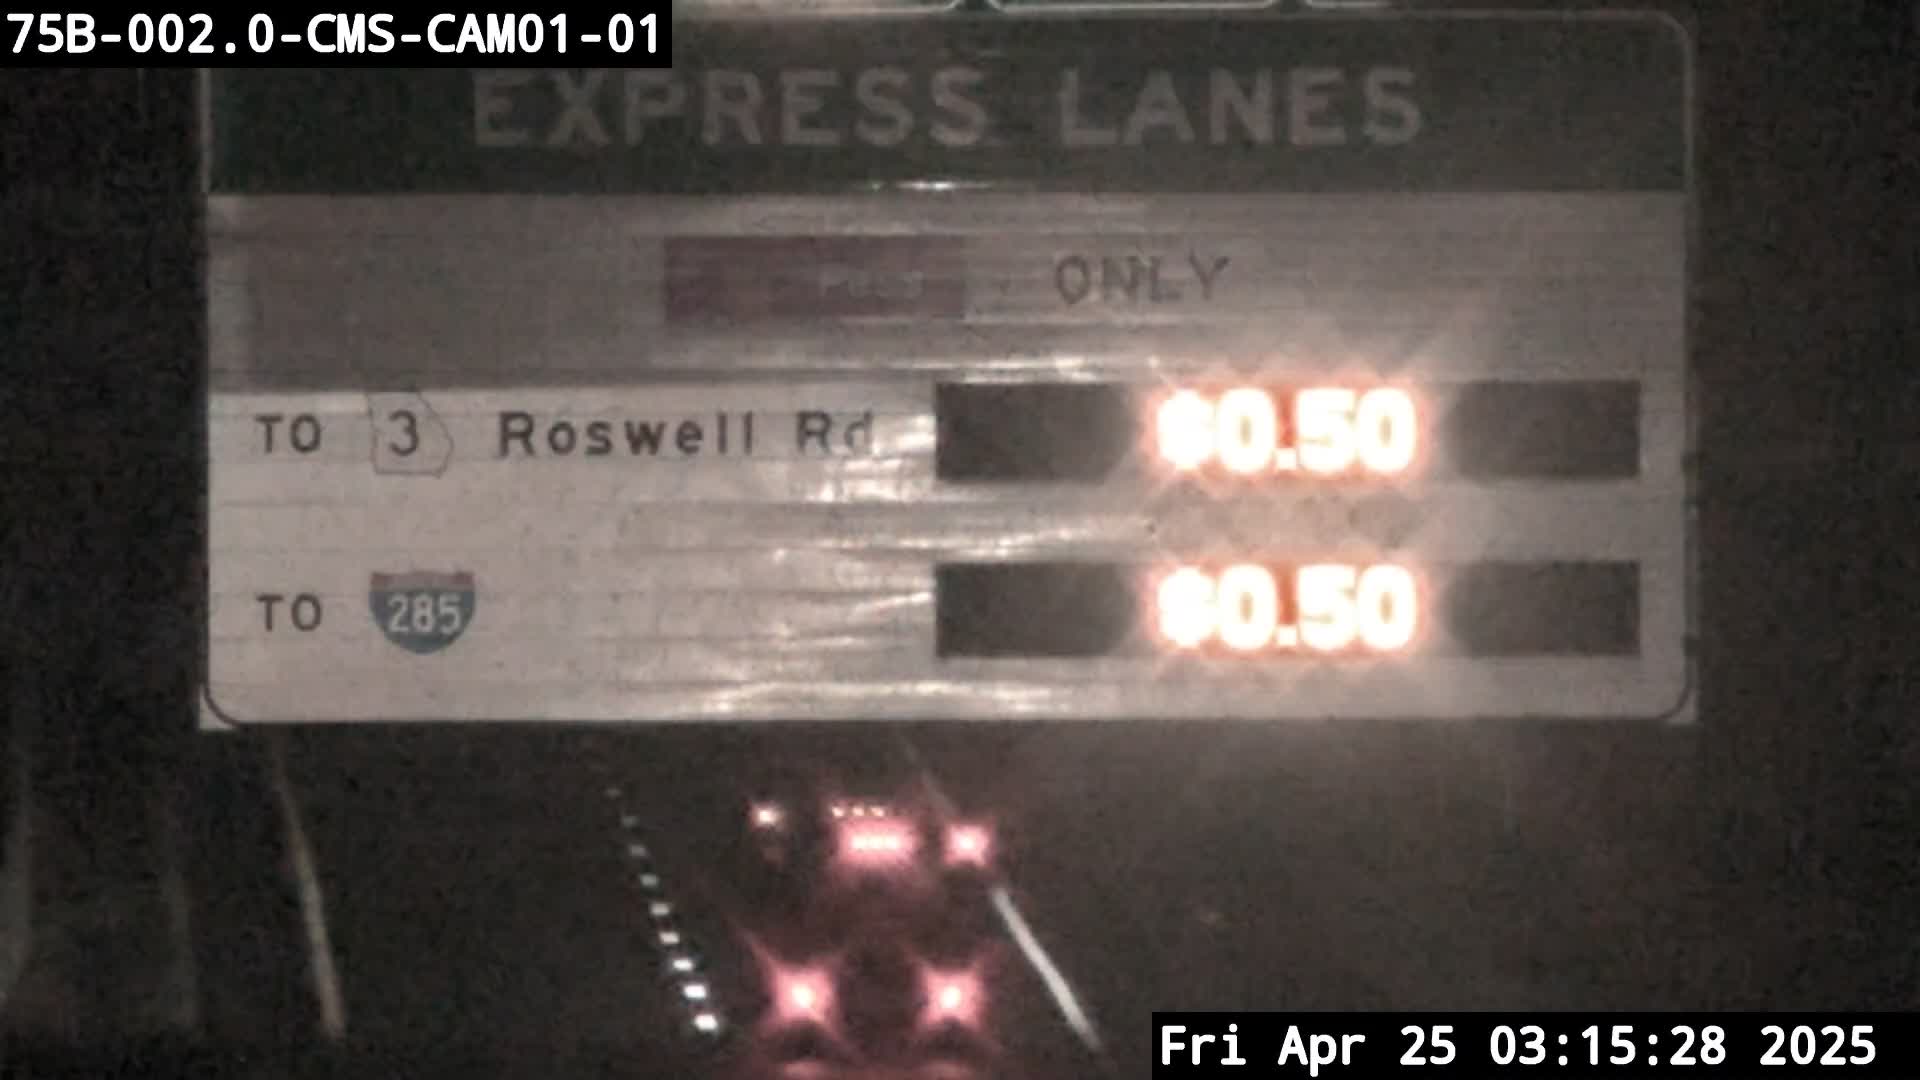 75B-002.0-CMS-CAM01-01
EXPRESS LANES
Pass ONLY
TO 3 Roswell Rd $0.50
TO 285 $0.50
Fri Apr 25 03:15:28 2025